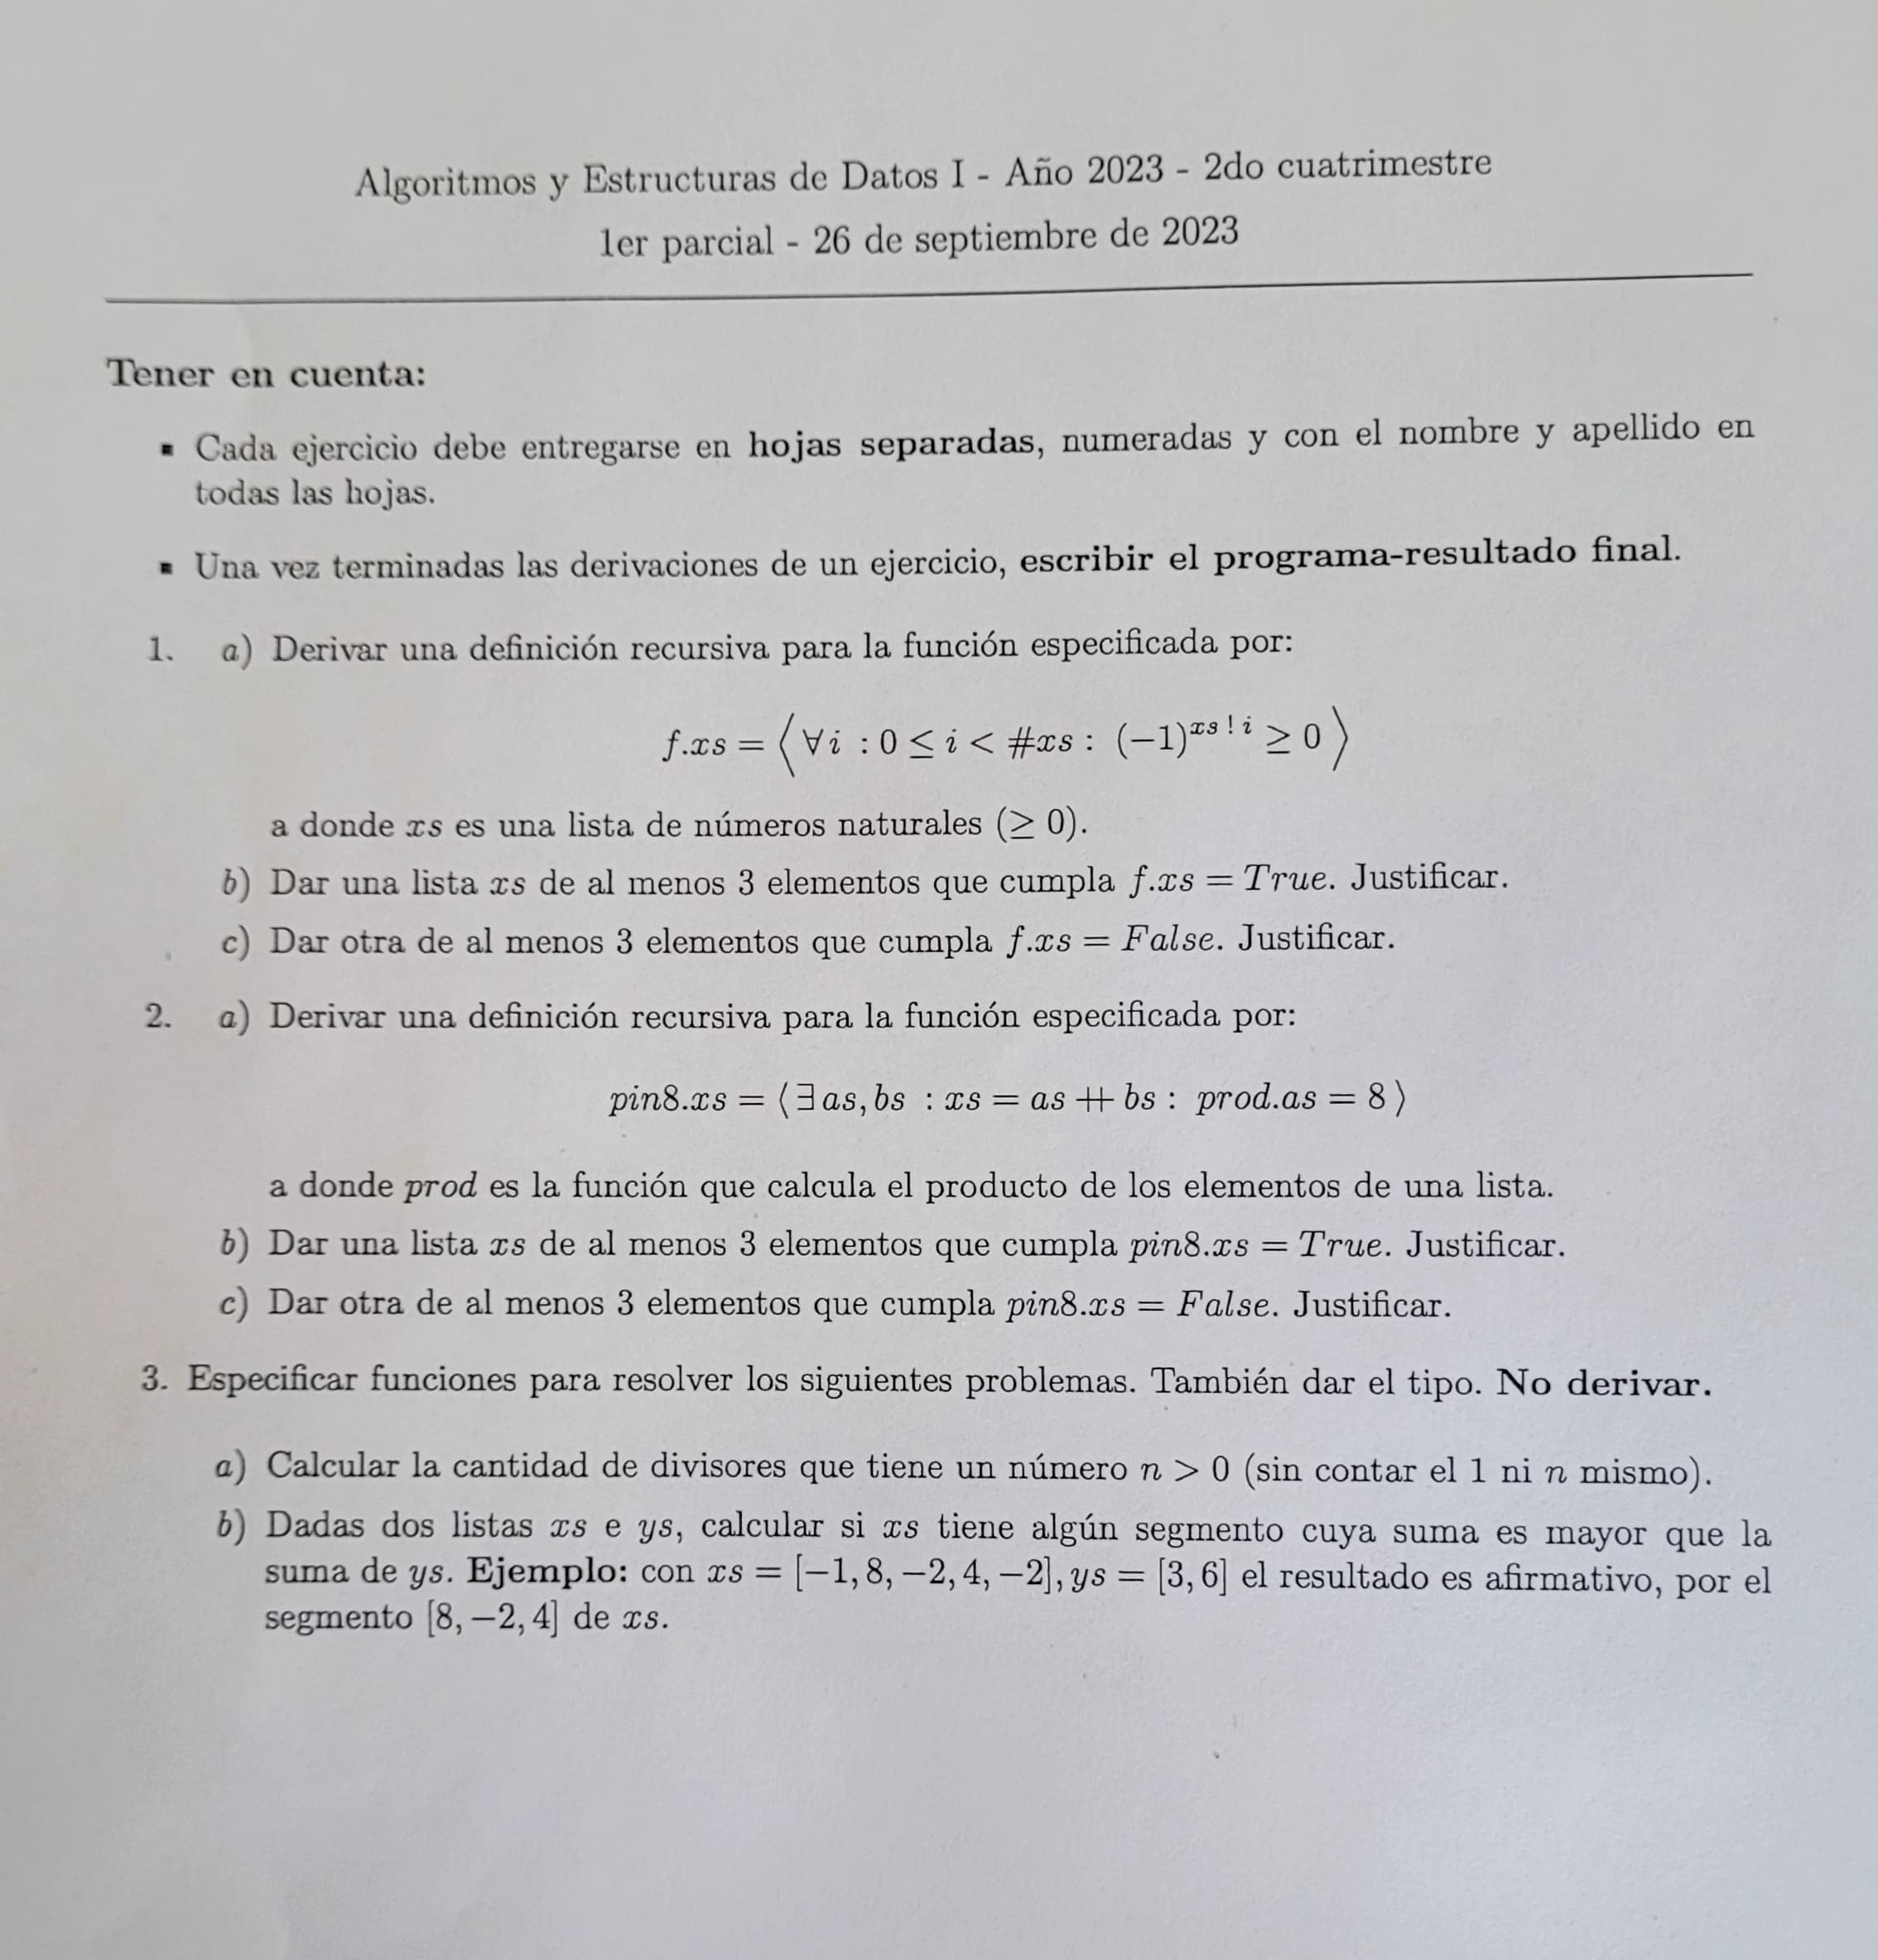 Algoritmos y Estructuras de Datos I - Año 2023 - 2do cuatrimestre
1er parcial - 26 de septiembre de 2023
Tener en cuenta:
▪ Cada ejercicio debe entregarse en hojas separadas, numeradas y con el nombre y apellido en
todas las hojas.
▪ Una vez terminadas las derivaciones de un ejercicio, escribir el programa-resultado final.
1. a) Derivar una definición recursiva para la función especificada por:
f.xs = ⟨ ∀ i : 0 ≤ i < #xs : (−1)^{xs ! i} ≥ 0 ⟩
a donde xs es una lista de números naturales (≥ 0).
b) Dar una lista xs de al menos 3 elementos que cumpla f.xs = True. Justificar.
c) Dar otra de al menos 3 elementos que cumpla f.xs = False. Justificar.
2. a) Derivar una definición recursiva para la función especificada por:
pin8.xs = ⟨ ∃ as, bs : xs = as ++ bs : prod.as = 8 ⟩
a donde prod es la función que calcula el producto de los elementos de una lista.
b) Dar una lista xs de al menos 3 elementos que cumpla pin8.xs = True. Justificar.
c) Dar otra de al menos 3 elementos que cumpla pin8.xs = False. Justificar.
3. Especificar funciones para resolver los siguientes problemas. También dar el tipo. No derivar.
a) Calcular la cantidad de divisores que tiene un número n > 0 (sin contar el 1 ni n mismo).
b) Dadas dos listas xs e ys, calcular si xs tiene algún segmento cuya suma es mayor que la
suma de ys. Ejemplo: con xs = [−1, 8, −2, 4, −2], ys = [3, 6] el resultado es afirmativo, por el
segmento [8, −2, 4] de xs.